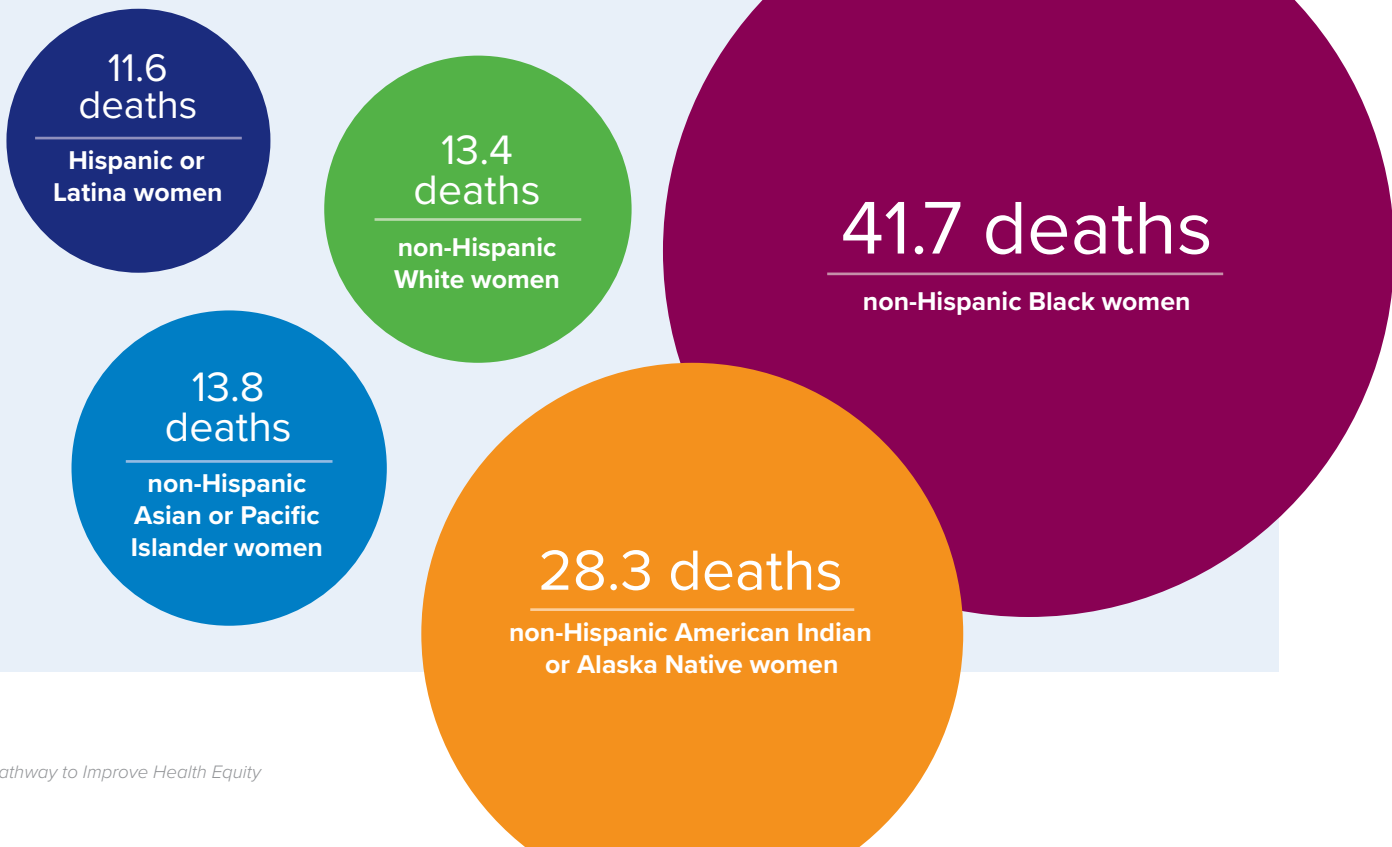 11.6
deaths
Hispanic or
Latina women
13.4
deaths
non-Hispanic
White women
41.7 deaths
non-Hispanic Black women
13.8
deaths
non-Hispanic
Asian or Pacific
Islander women
28.3 deaths
non-Hispanic American Indian
or Alaska Native women
to Improve Health Equity